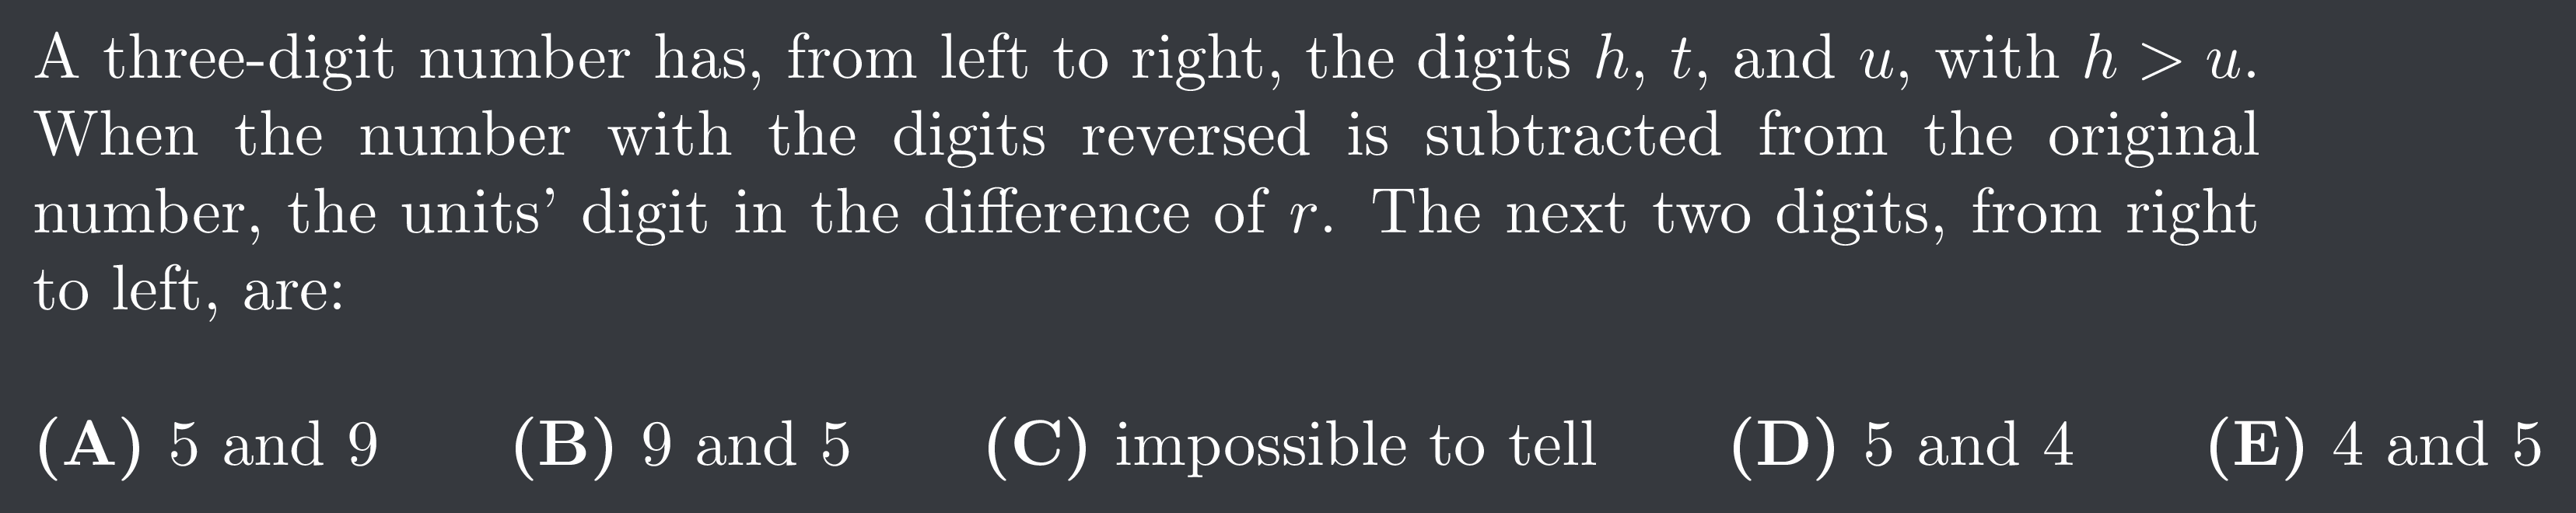 A three-digit number has, from left to right, the digits h, t, and u, with h > u.
When the number with the digits reversed is subtracted from the original
number, the units' digit in the difference of r. The next two digits, from right
to left, are:
(A) 5 and 9 (B) 9 and 5 (C) impossible to tell (D) 5 and 4 (E) 4 and 5